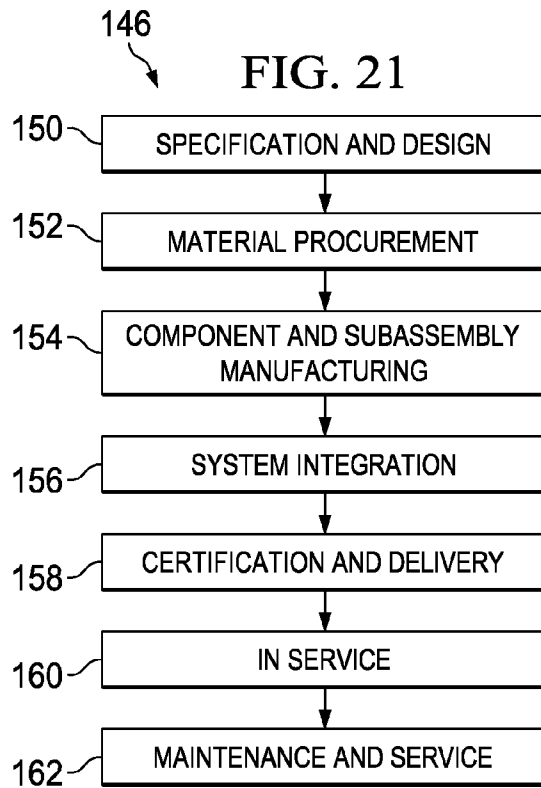 146
FIG. 21
150
SPECIFICATION AND DESIGN
152
MATERIAL PROCUREMENT
154
COMPONENT AND SUBASSEMBLY
MANUFACTURING
156
SYSTEM INTEGRATION
158
CERTIFICATION AND DELIVERY
160
IN SERVICE
162
MAINTENANCE AND SERVICE